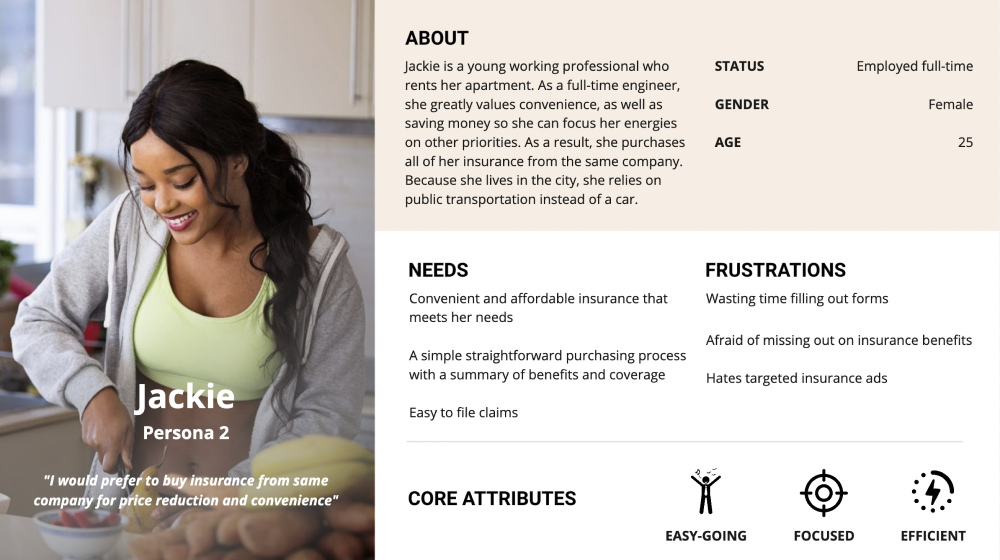 Jackie
Persona 2
"I would prefer to buy insurance from same
company for price reduction and convenience"
ABOUT
Jackie is a young working professional who
rents her apartment. As a full-time engineer,
she greatly values convenience, as well as
saving money so she can focus her energies
on other priorities. As a result, she purchases
all of her insurance from the same company.
Because she lives in the city, she relies on
public transportation instead of a car.
STATUS Employed full-time
GENDER Female
AGE 25
NEEDS
Convenient and affordable insurance that
meets her needs
A simple straightforward purchasing process
with a summary of benefits and coverage
Easy to file claims
FRUSTRATIONS
Wasting time filling out forms
Afraid of missing out on insurance benefits
Hates targeted insurance ads
CORE ATTRIBUTES
EASY-GOING
FOCUSED
EFFICIENT